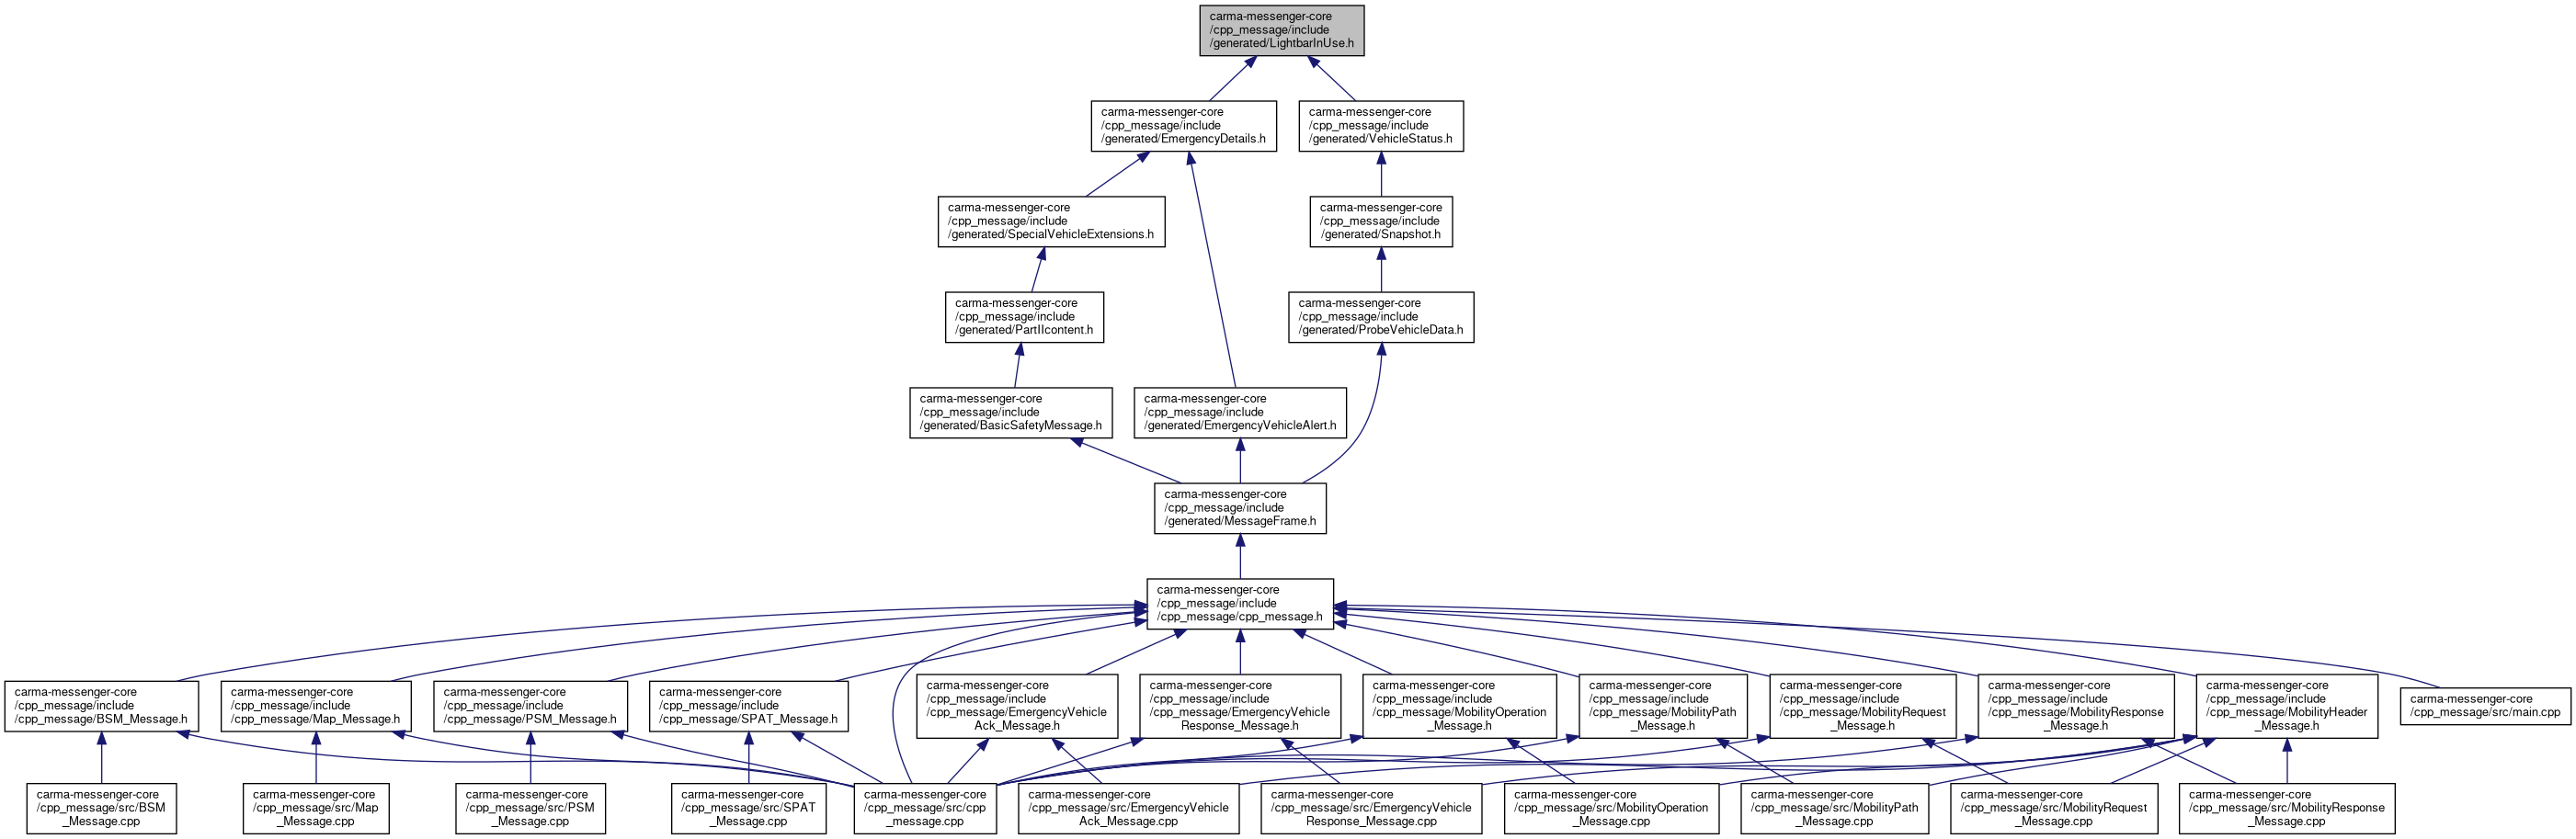 carma-messenger-core
/cpp_message/include
/generated/LightbarInUse.h
carma-messenger-core
/cpp_message/include
/generated/EmergencyDetails.h
carma-messenger-core
/cpp_message/include
/generated/VehicleStatus.h
carma-messenger-core
/cpp_message/include
/generated/SpecialVehicleExtensions.h
carma-messenger-core
/cpp_message/include
/generated/Snapshot.h
carma-messenger-core
/cpp_message/include
/generated/PartIIcontent.h
carma-messenger-core
/cpp_message/include
/generated/ProbeVehicleData.h
carma-messenger-core
/cpp_message/include
/generated/BasicSafetyMessage.h
carma-messenger-core
/cpp_message/include
/generated/EmergencyVehicleAlert.h
carma-messenger-core
/cpp_message/include
/generated/MessageFrame.h
carma-messenger-core
/cpp_message/include
/cpp_message/cpp_message.h
carma-messenger-core
/cpp_message/include
/cpp_message/BSM_Message.h
carma-messenger-core
/cpp_message/include
/cpp_message/Map_Message.h
carma-messenger-core
/cpp_message/include
/cpp_message/PSM_Message.h
carma-messenger-core
/cpp_message/include
/cpp_message/SPAT_Message.h
carma-messenger-core
/cpp_message/include
/cpp_message/EmergencyVehicle
Ack_Message.h
carma-messenger-core
/cpp_message/include
/cpp_message/EmergencyVehicle
Response_Message.h
carma-messenger-core
/cpp_message/include
/cpp_message/MobilityOperation
_Message.h
carma-messenger-core
/cpp_message/include
/cpp_message/MobilityPath
_Message.h
carma-messenger-core
/cpp_message/include
/cpp_message/MobilityRequest
_Message.h
carma-messenger-core
/cpp_message/include
/cpp_message/MobilityResponse
_Message.h
carma-messenger-core
/cpp_message/include
/cpp_message/MobilityHeader
_Message.h
carma-messenger-core
/cpp_message/src/main.cpp
carma-messenger-core
/cpp_message/src/BSM
_Message.cpp
carma-messenger-core
/cpp_message/src/Map
_Message.cpp
carma-messenger-core
/cpp_message/src/PSM
_Message.cpp
carma-messenger-core
/cpp_message/src/SPAT
_Message.cpp
carma-messenger-core
/cpp_message/src/cpp
_message.cpp
carma-messenger-core
/cpp_message/src/EmergencyVehicle
Ack_Message.cpp
carma-messenger-core
/cpp_message/src/EmergencyVehicle
Response_Message.cpp
carma-messenger-core
/cpp_message/src/MobilityOperation
_Message.cpp
carma-messenger-core
/cpp_message/src/MobilityPath
_Message.cpp
carma-messenger-core
/cpp_message/src/MobilityRequest
_Message.cpp
carma-messenger-core
/cpp_message/src/MobilityResponse
_Message.cpp